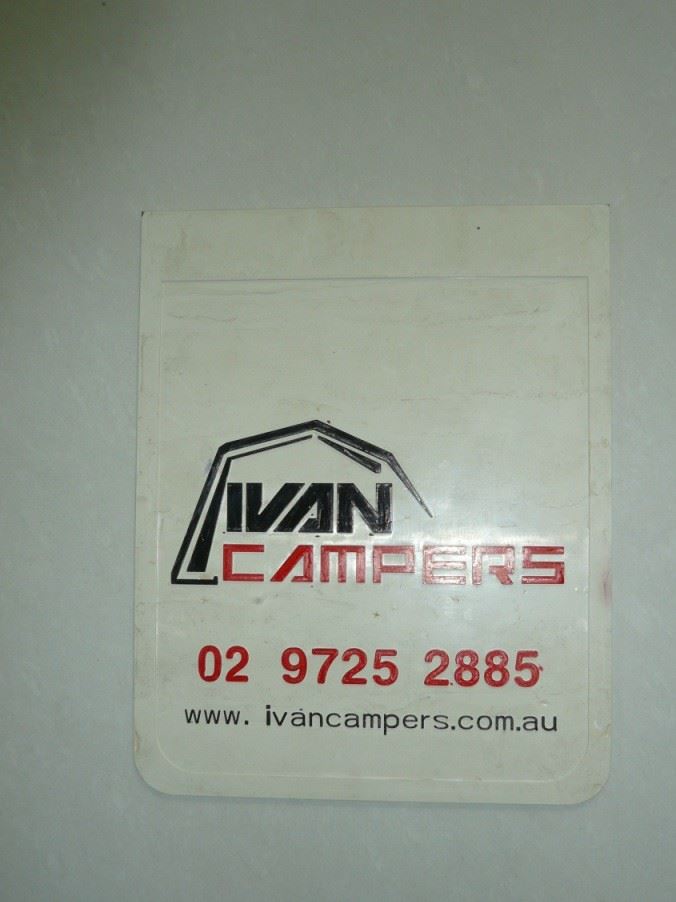 IVAN
CAMPERS
02 9725 2885
www. ivancampers.com.au